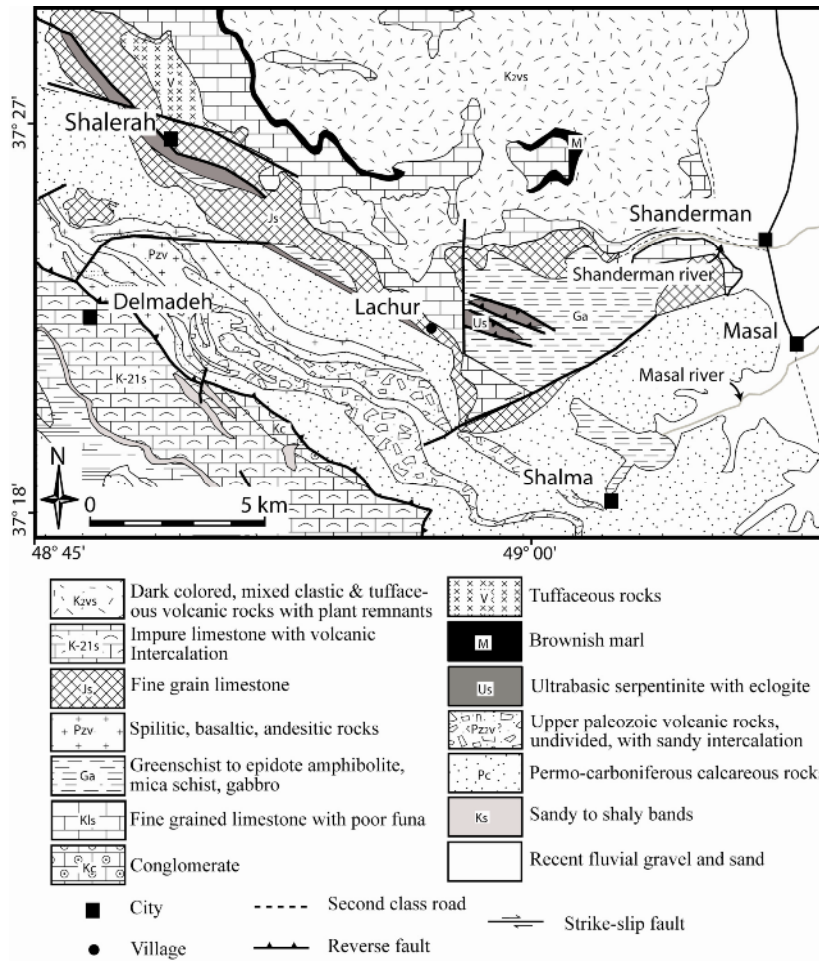 V
K2vs
37° 27'
Shalerah
M
Shanderman
Js
Pzv
Shanderman river
Delmadeh
Lachur
Us
Ga
Masal
K-21s
Masal river
Kc
N
Shalma
0 5 km
37° 18'
48° 45' 49° 00'
K2vs Dark colored, mixed clastic & tufface-
ous volcanic rocks with plant remnants
K-21s Impure limestone with volcanic
Intercalation
Js Fine grain limestone
Pzv Spilitic, basaltic, andesitic rocks
Ga Greenschist to epidote amphibolite,
mica schist, gabbro
Kls Fine grained limestone with poor funa
Kc Conglomerate
V Tuffaceous rocks
M Brownish marl
Us Ultrabasic serpentinite with eclogite
Pz2v Upper paleozoic volcanic rocks,
undivided, with sandy intercalation
Pc Permo-carboniferous calcareous rocks
Ks Sandy to shaly bands
Recent fluvial gravel and sand
City
Second class road
Strike-slip fault
Village
Reverse fault